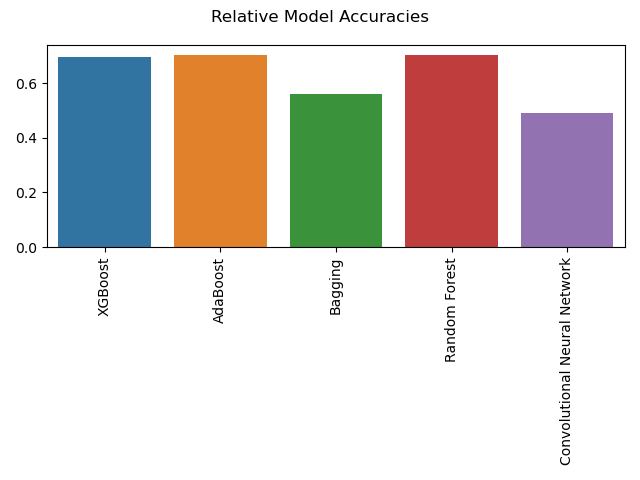 Relative Model Accuracies
0.6
0.4
0.2
0.0
XGBoost
AdaBoost
Bagging
Random Forest
Convolutional Neural Network